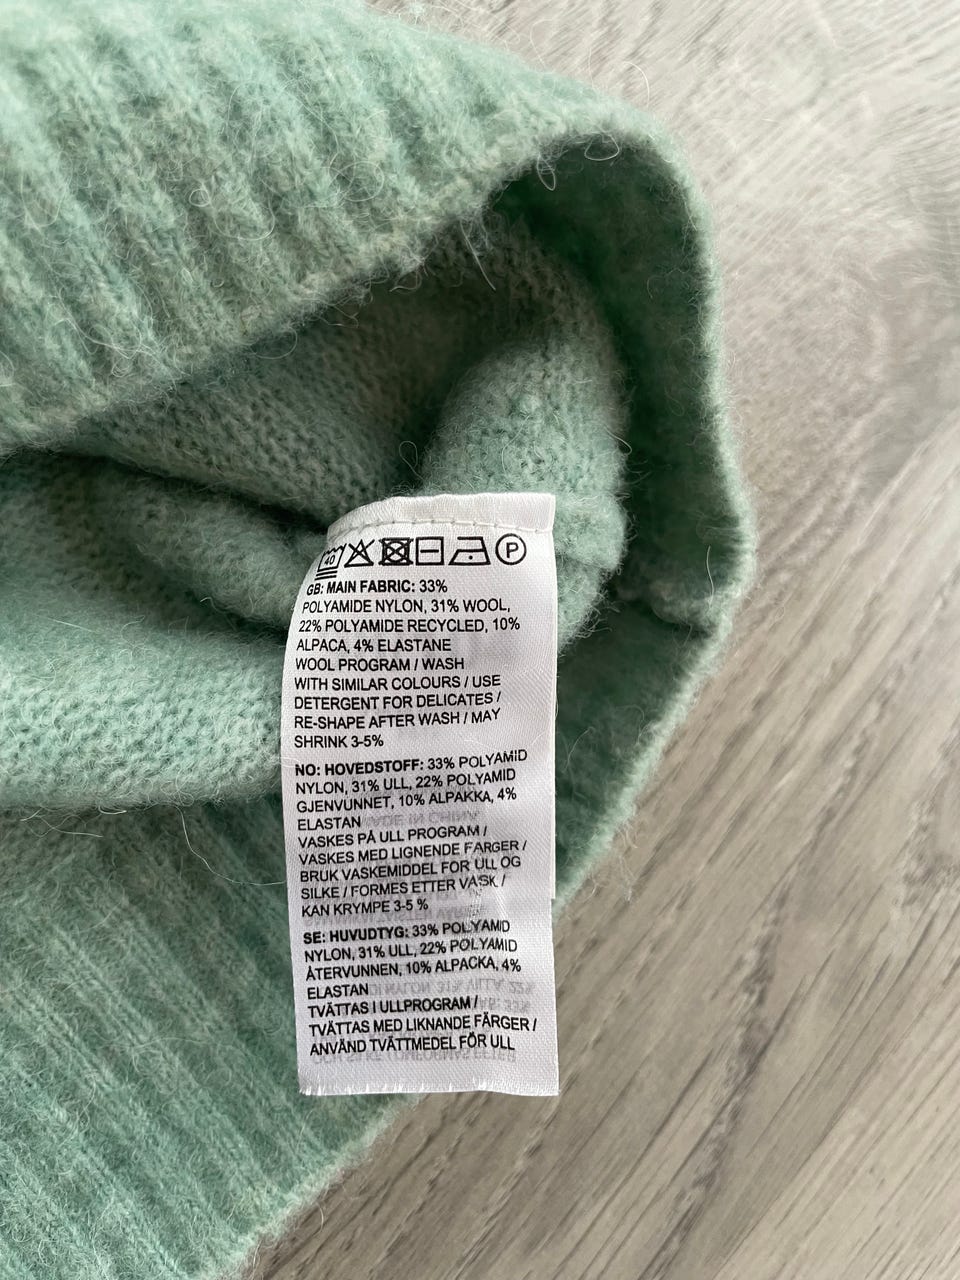 40 P
GB: MAIN FABRIC: 33%
POLYAMIDE NYLON, 31% WOOL,
22% POLYAMIDE RECYCLED, 10%
ALPACA, 4% ELASTANE
WOOL PROGRAM / WASH
WITH SIMILAR COLOURS / USE
DETERGENT FOR DELICATES /
RE-SHAPE AFTER WASH / MAY
SHRINK 3-5%
NO: HOVEDSTOFF: 33% POLYAMID
NYLON, 31% ULL, 22% POLYAMID
GJENVUNNET, 10% ALPAKKA, 4%
ELASTAN
VASKES PÅ ULL PROGRAM /
VASKES MED LIGNENDE FARGER /
BRUK VASKEMIDDEL FOR ULL OG
SILKE / FORMES ETTER VASK /
KAN KRYMPE 3-5 %
SE: HUVUDTYG: 33% POLYAMID
NYLON, 31% ULL, 22% POLYAMID
ÅTERVUNNEN, 10% ALPACKA, 4%
ELASTAN
TVÄTTAS I ULLPROGRAM /
TVÄTTAS MED LIKNANDE FÄRGER /
ANVÄND TVÄTTMEDEL FÖR ULL